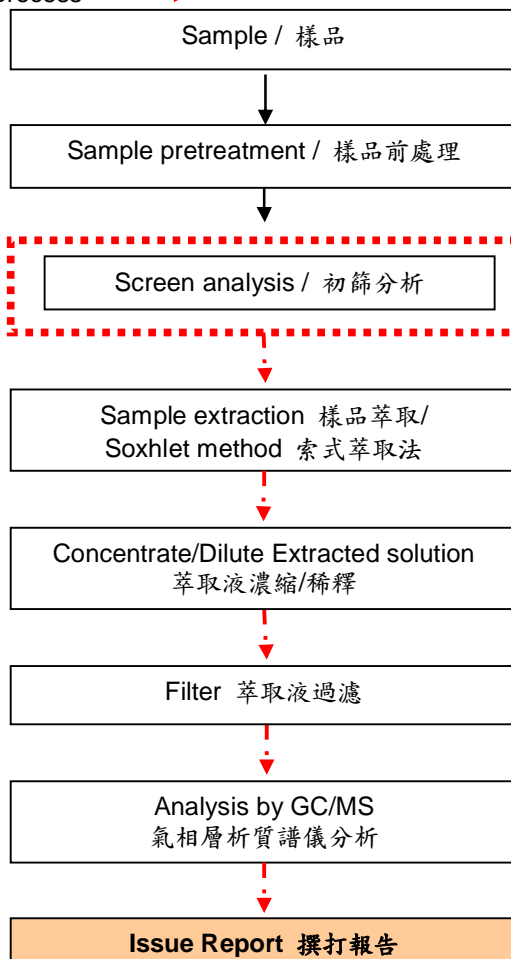 Sample / 樣品
Sample pretreatment / 樣品前處理
Screen analysis / 初篩分析
Sample extraction 樣品萃取/
Soxhlet method 索式萃取法
Concentrate/Dilute Extracted solution
萃取液濃縮/稀釋
Filter 萃取液過濾
Analysis by GC/MS
氣相層析質譜儀分析
Issue Report 撰打報告